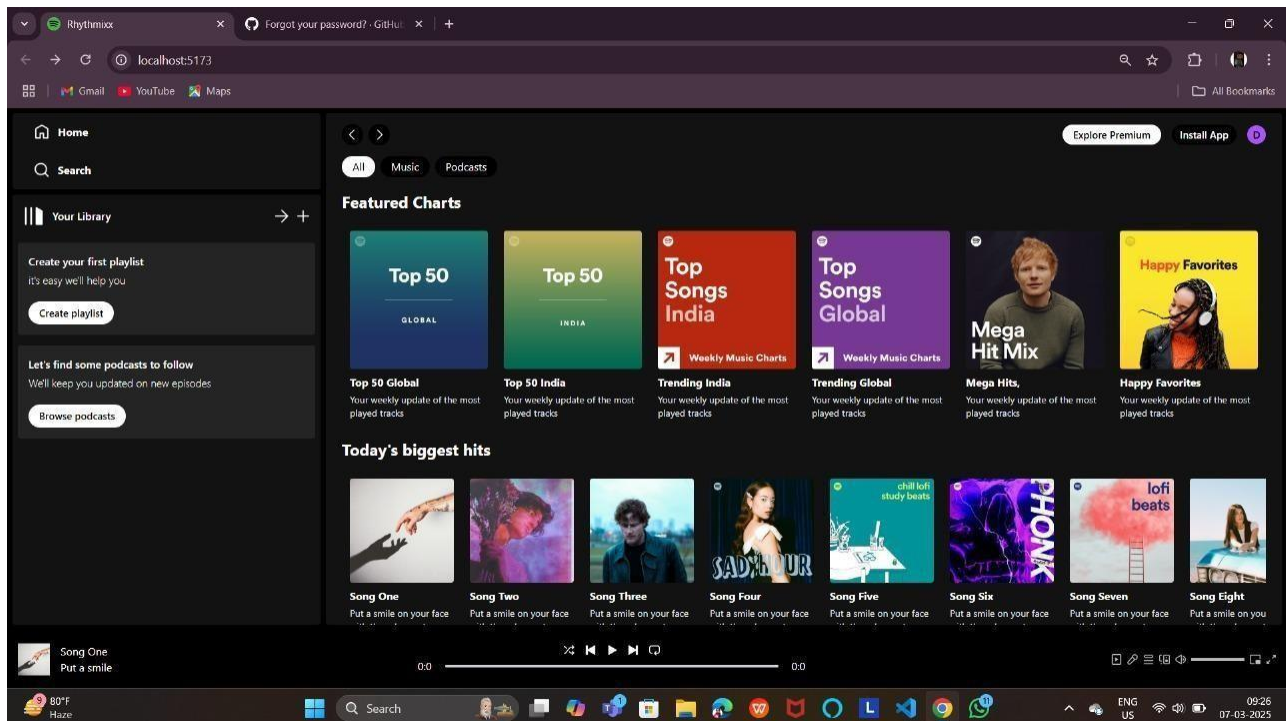 Rhythmixx
Forgot your password? · GitHub
localhost:5173
Gmail
YouTube
Maps
All Bookmarks
Home
Search
Your Library
Create your first playlist
it's easy we'll help you
Create playlist
Let's find some podcasts to follow
We'll keep you updated on new episodes
Browse podcasts
Explore Premium
Install App
D
All
Music
Podcasts
Featured Charts
Top 50
GLOBAL
Top 50
INDIA
Top
Songs
India
Weekly Music Charts
Top
Songs
Global
Weekly Music Charts
Mega
Hit Mix
Happy Favorites
Top 50 Global
Your weekly update of the most
played tracks
Top 50 India
Your weekly update of the most
played tracks
Trending India
Your weekly update of the most
played tracks
Trending Global
Your weekly update of the most
played tracks
Mega Hits,
Your weekly update of the most
played tracks
Happy Favorites
Your weekly update of the most
played tracks
Today's biggest hits
SAD HOUR
chill lofi
study beats
PHONK
lofi
beats
Song One
Put a smile on your face
Song Two
Put a smile on your face
Song Three
Put a smile on your face
Song Four
Put a smile on your face
Song Five
Put a smile on your face
Song Six
Put a smile on your face
Song Seven
Put a smile on your face
Song Eight
Put a smile on you
Song One
Put a smile
0:0
0:0
9
80°F
Haze
Search
1
L
11
ENG
US
09:26
07-03-2025